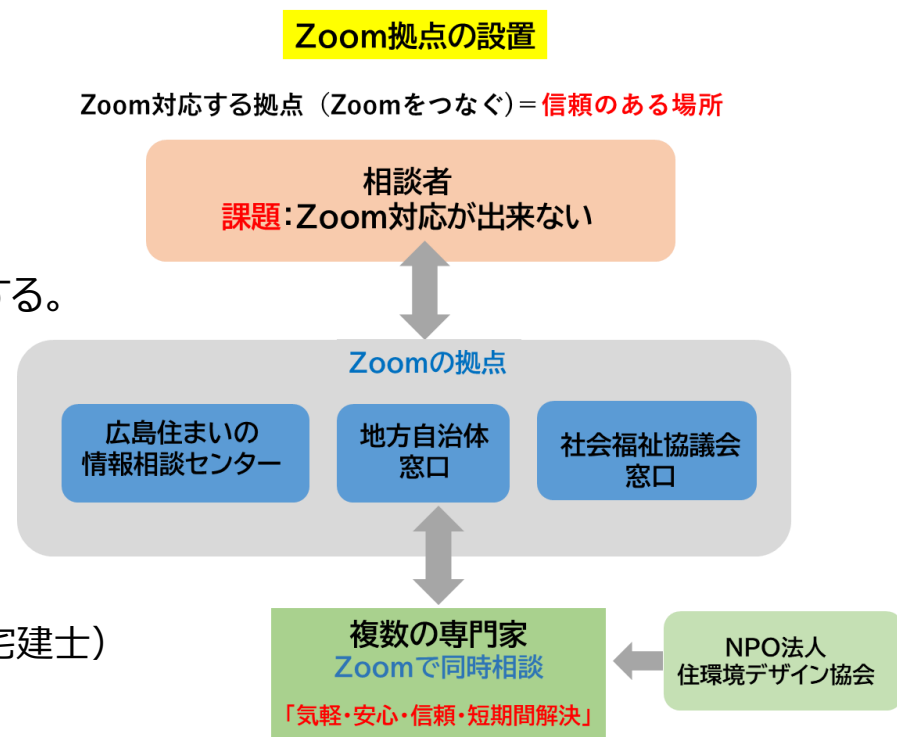 Zoom拠点の設置
Zoom対応する拠点（Zoomをつなぐ）＝信頼のある場所
相談者
課題：Zoom対応が出来ない
する。
Zoomの拠点
広島住まいの
情報相談センター
地方自治体
窓口
社会福祉協議会
窓口
宅建士）
複数の専門家
Zoomで同時相談
「気軽・安心・信頼・短期間解決」
NPO法人
住環境デザイン協会